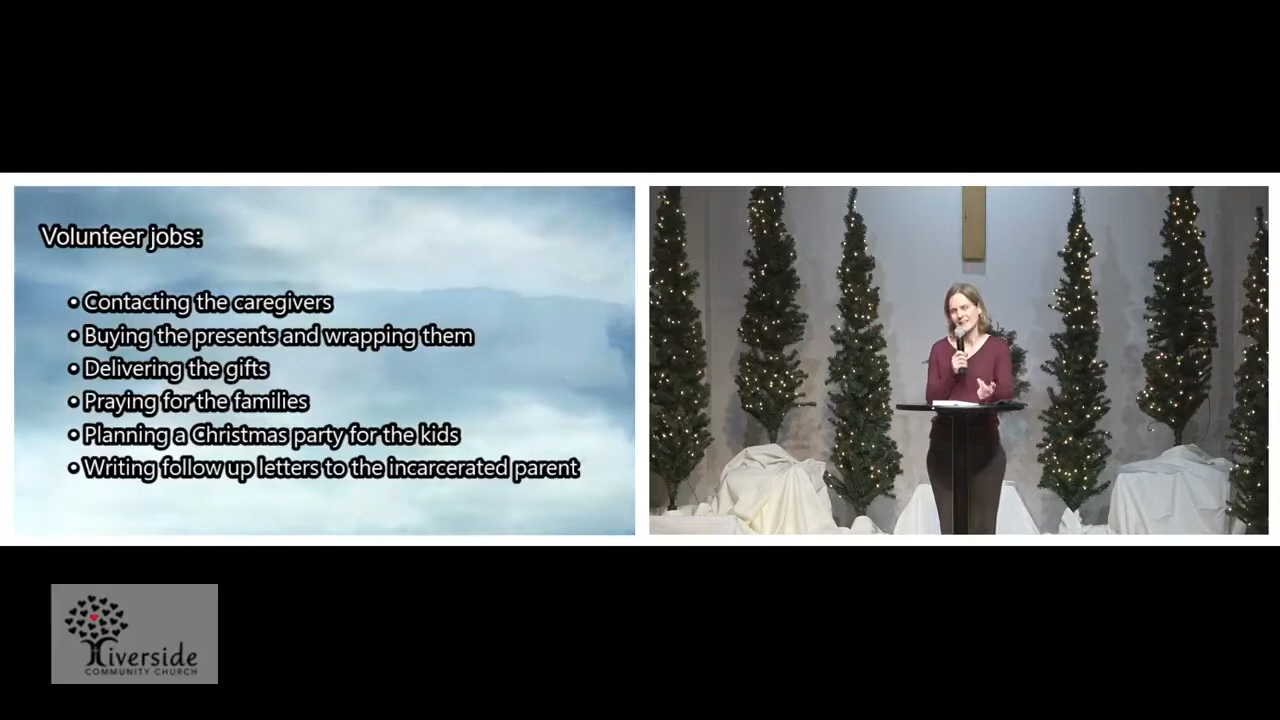 Volunteer jobs:
• Contacting the caregivers
• Buying the presents and wrapping them
• Delivering the gifts
• Praying for the families
• Planning a Christmas party for the kids
• Writing follow up letters to the incarcerated parent
Riverside
COMMUNITY CHURCH